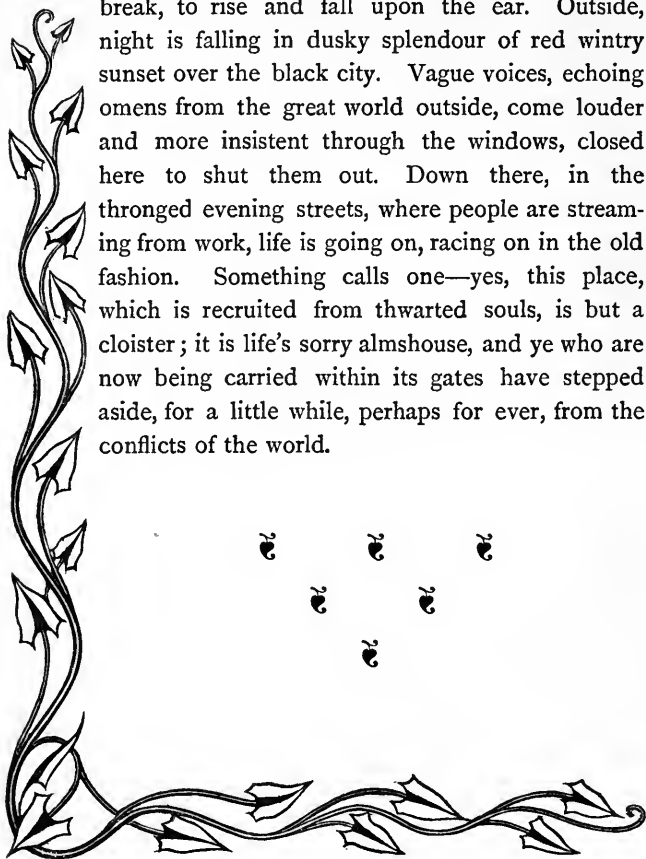 break, to rise and fall upon the ear. Outside,
night is falling in dusky splendour of red wintry
sunset over the black city. Vague voices, echoing
omens from the great world outside, come louder
and more insistent through the windows, closed
here to shut them out. Down there, in the
thronged evening streets, where people are stream-
ing from work, life is going on, racing on in the old
fashion. Something calls one—yes, this place,
which is recruited from thwarted souls, is but a
cloister; it is life's sorry almshouse, and ye who are
now being carried within its gates have stepped
aside, for a little while, perhaps for ever, from the
conflicts of the world.